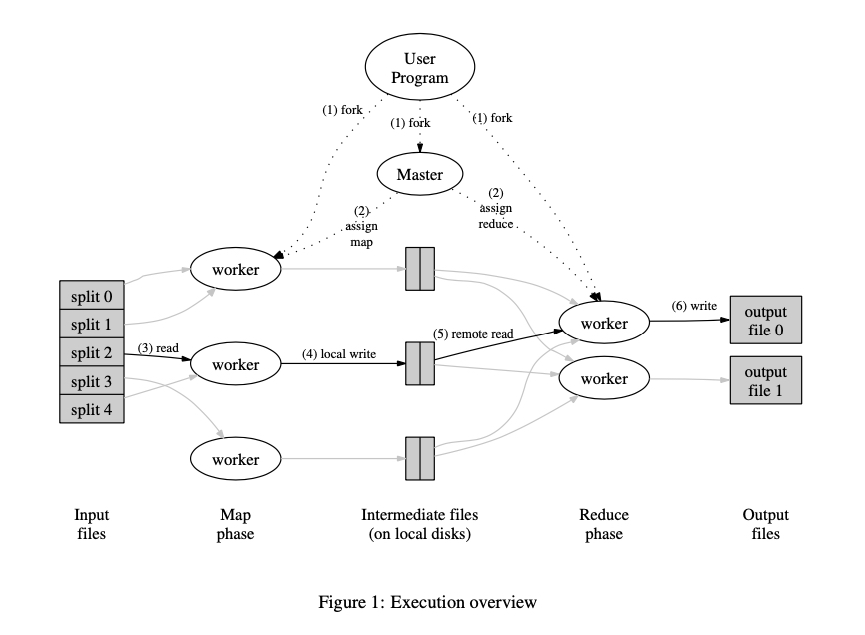 User
Program
(1) fork
(1) fork
(1) fork
Master
(2)
assign
map
(2)
assign
reduce
worker
split 0
split 1
split 2
split 3
split 4
(3) read
worker
(4) local write
(5) remote read
worker
(6) write
output
file 0
worker
output
file 1
worker
Input
files
Map
phase
Intermediate files
(on local disks)
Reduce
phase
Output
files
Figure 1: Execution overview